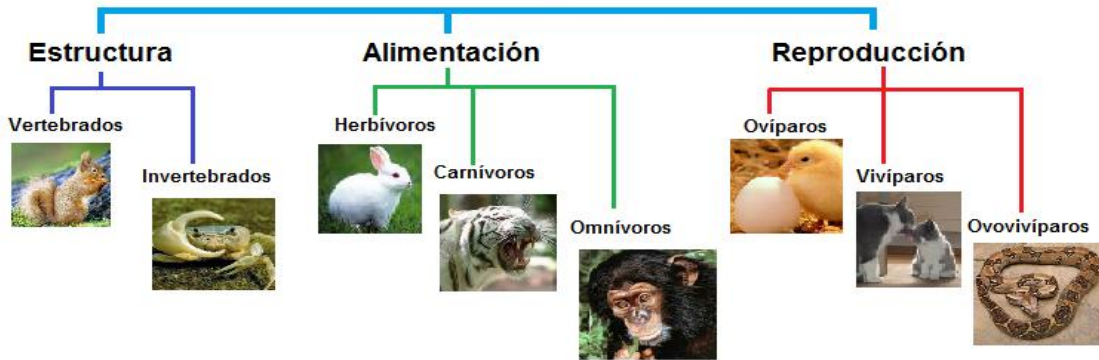 Estructura
Alimentación
Reproducción
Vertebrados
Invertebrados
Herbívoros
Carnívoros
Omnívoros
Ovíparos
Vivíparos
Ovovivíparos